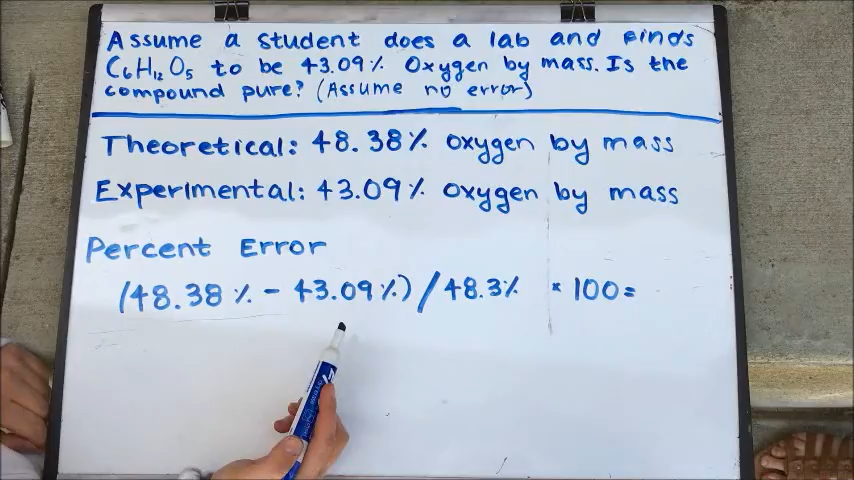 Assume a student does a lab and finds
C6H12O5 to be 43.09% Oxygen by mass. Is the
compound pure? (Assume no error)
Theoretical: 48.38% oxygen by mass
Experimental: 43.09% oxygen by mass
Percent Error
(48.38% - 43.09%) / 48.3% * 100=